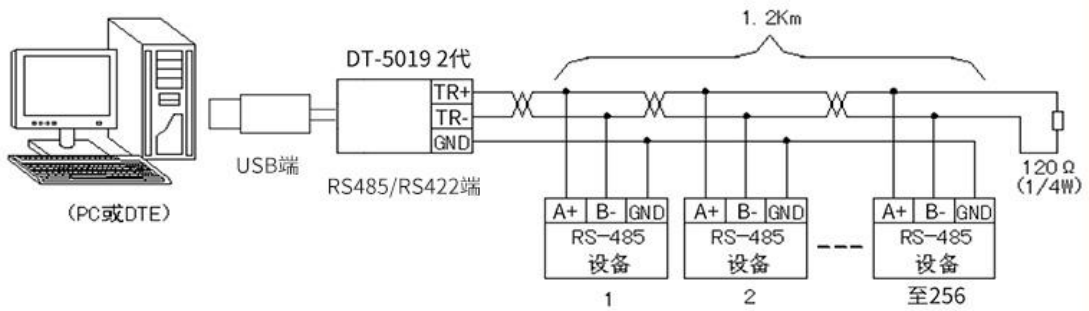 1. 2Km
DT-5019 2代
TR+
TR-
GND
USB端
RS485/RS422端
(PC或DTE)
120Ω
(1/4W)
A+ B- GND
RS-485
设备
1
A+ B- GND
RS-485
设备
2
A+ B- GND
RS-485
设备
至256